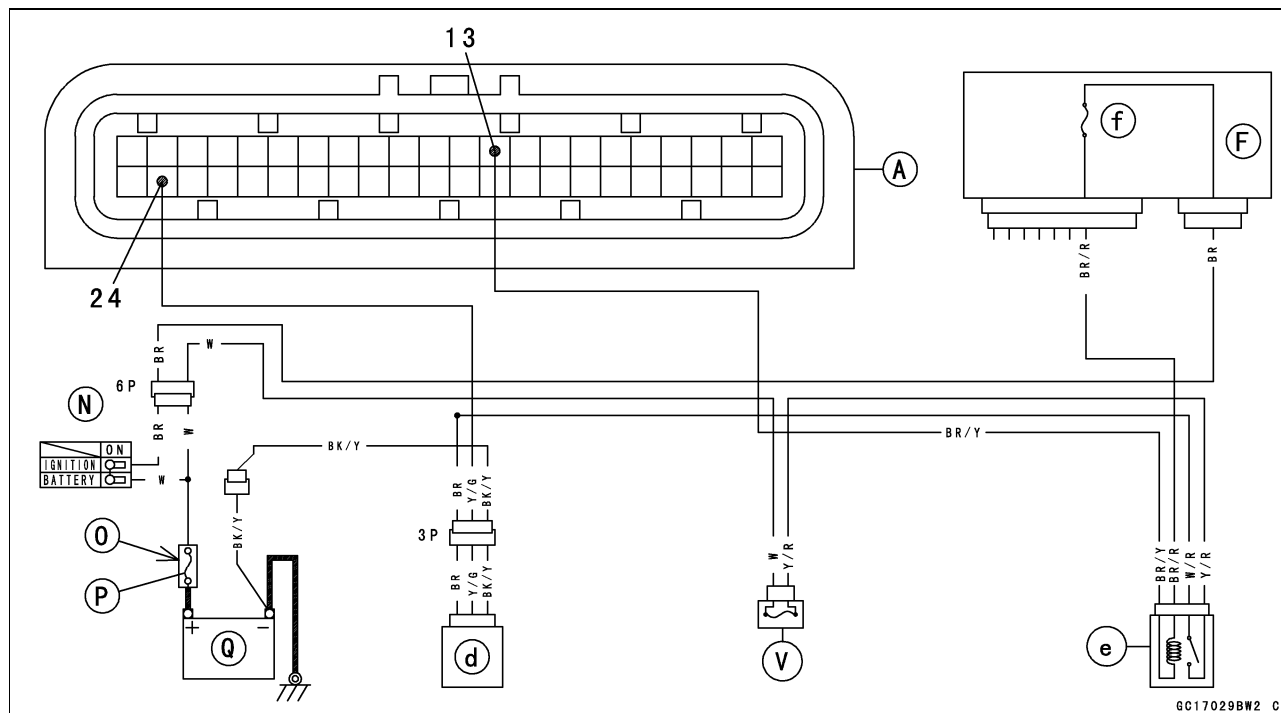 13
f
F
A
24
BR/R
BR
BR
W
6P
N
BR
W
ON
IGNITION
BATTERY
W
BK/Y
BR/Y
BR
Y/G
BK/Y
O
BK/Y
3P
W
Y/R
BR/Y
BR/R
W/R
Y/R
P
BR
Y/G
BK/Y
+
−
Q
d
V
e
GC17029BW2 C